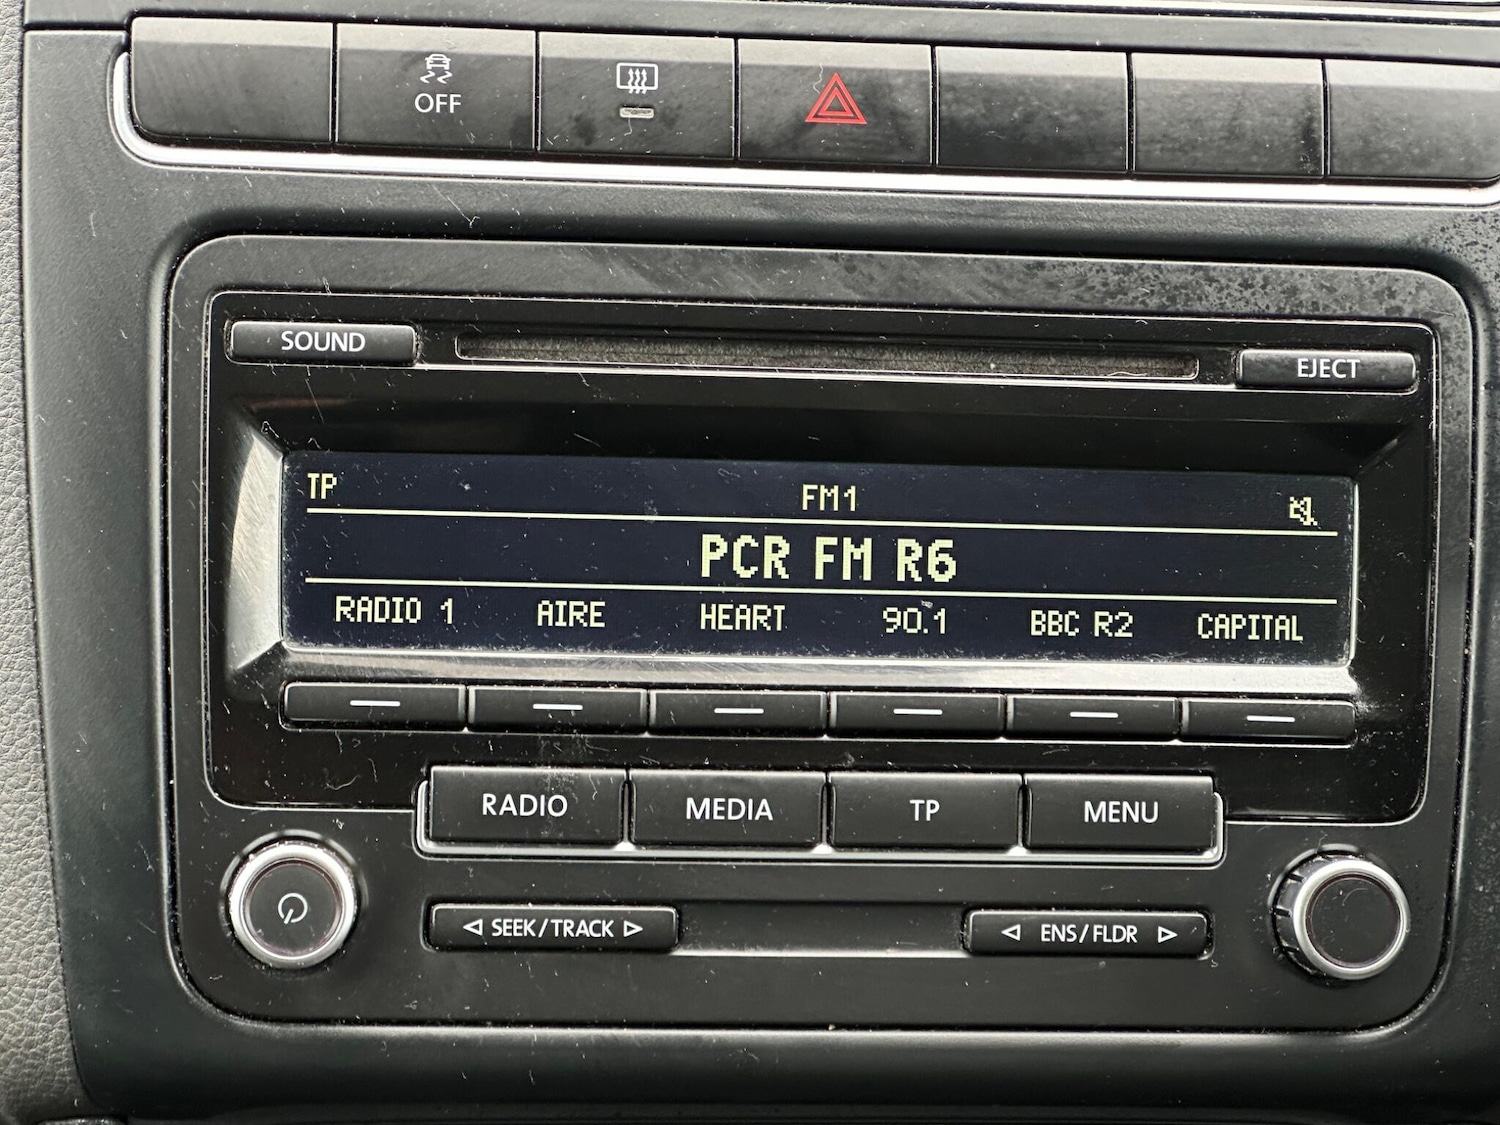 OFF
SOUND
EJECT
TP FM1
PCR FM R6
RADIO 1 AIRE HEART 90.1 BBC R2 CAPITAL
RADIO MEDIA TP MENU
SEEK/TRACK ENS/FLDR